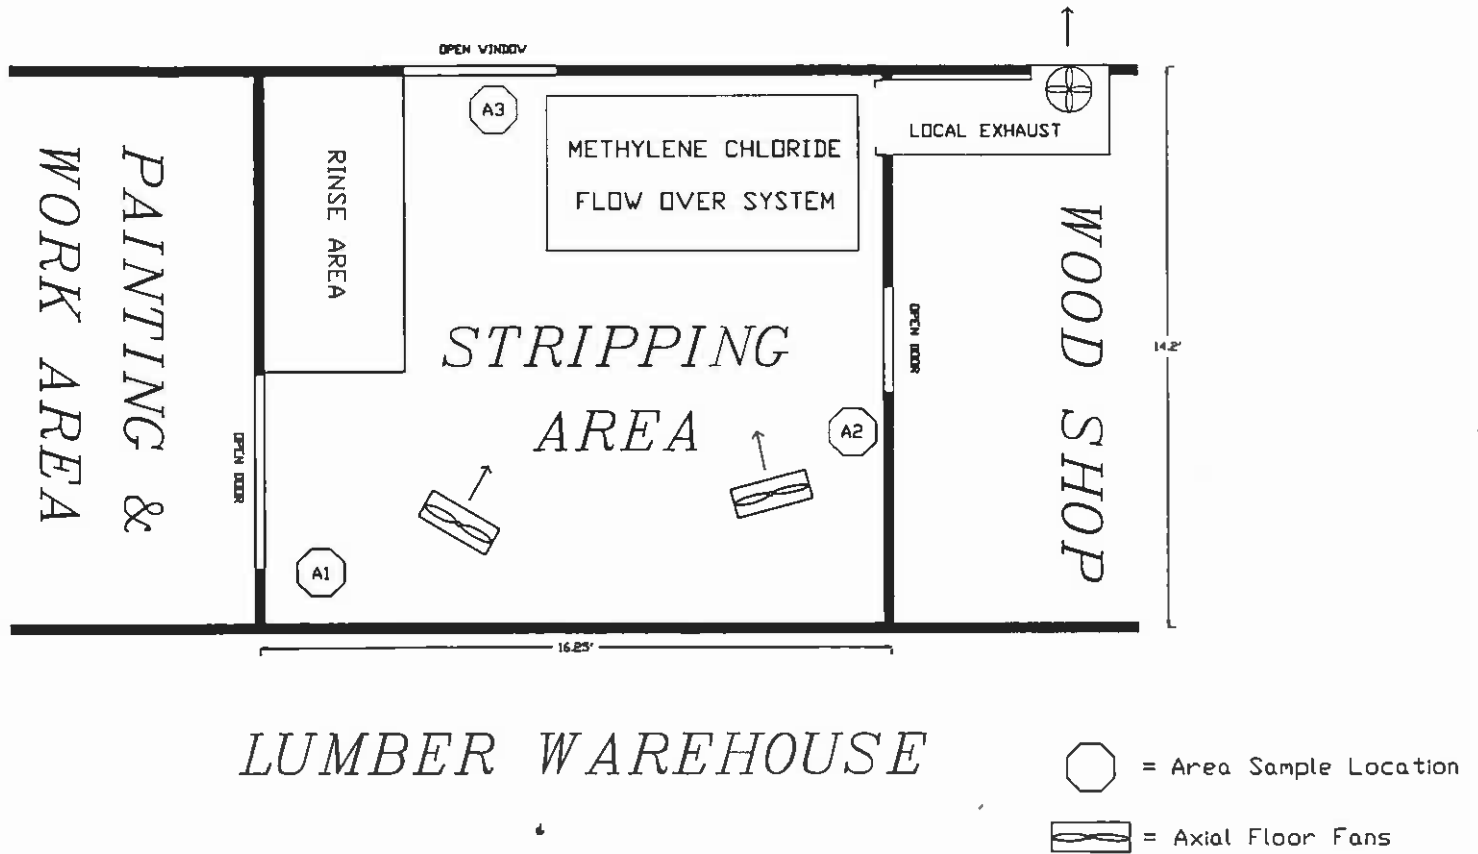 OPEN WINDOW
A3
LOCAL EXHAUST
METHYLENE CHLORIDE
FLOW OVER SYSTEM
RINSE AREA
PAINTING &
WORK AREA
WOOD SHOP
OPEN DOOR
14.2'
STRIPPING
AREA
A2
OPEN DOOR
A1
16.25'
LUMBER WAREHOUSE
= Area Sample Location
= Axial Floor Fans